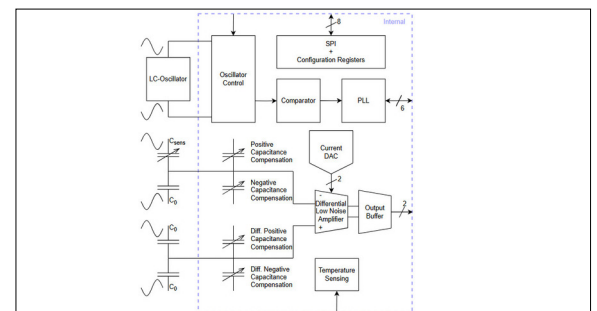 Internal
8
SPI
+
Configuration Registers
LC-Oscillator
Oscillator
Control
Comparator
PLL
6
Csens
Positive
Capacitance
Compensation
Current
DAC
2
Negative
Capacitance
Compensation
C0
-
Differential
Low Noise
Amplifier
+
Output
Buffer
2
C0
Diff. Positive
Capacitance
Compensation
Diff. Negative
Capacitance
Compensation
C0
Temperature
Sensing